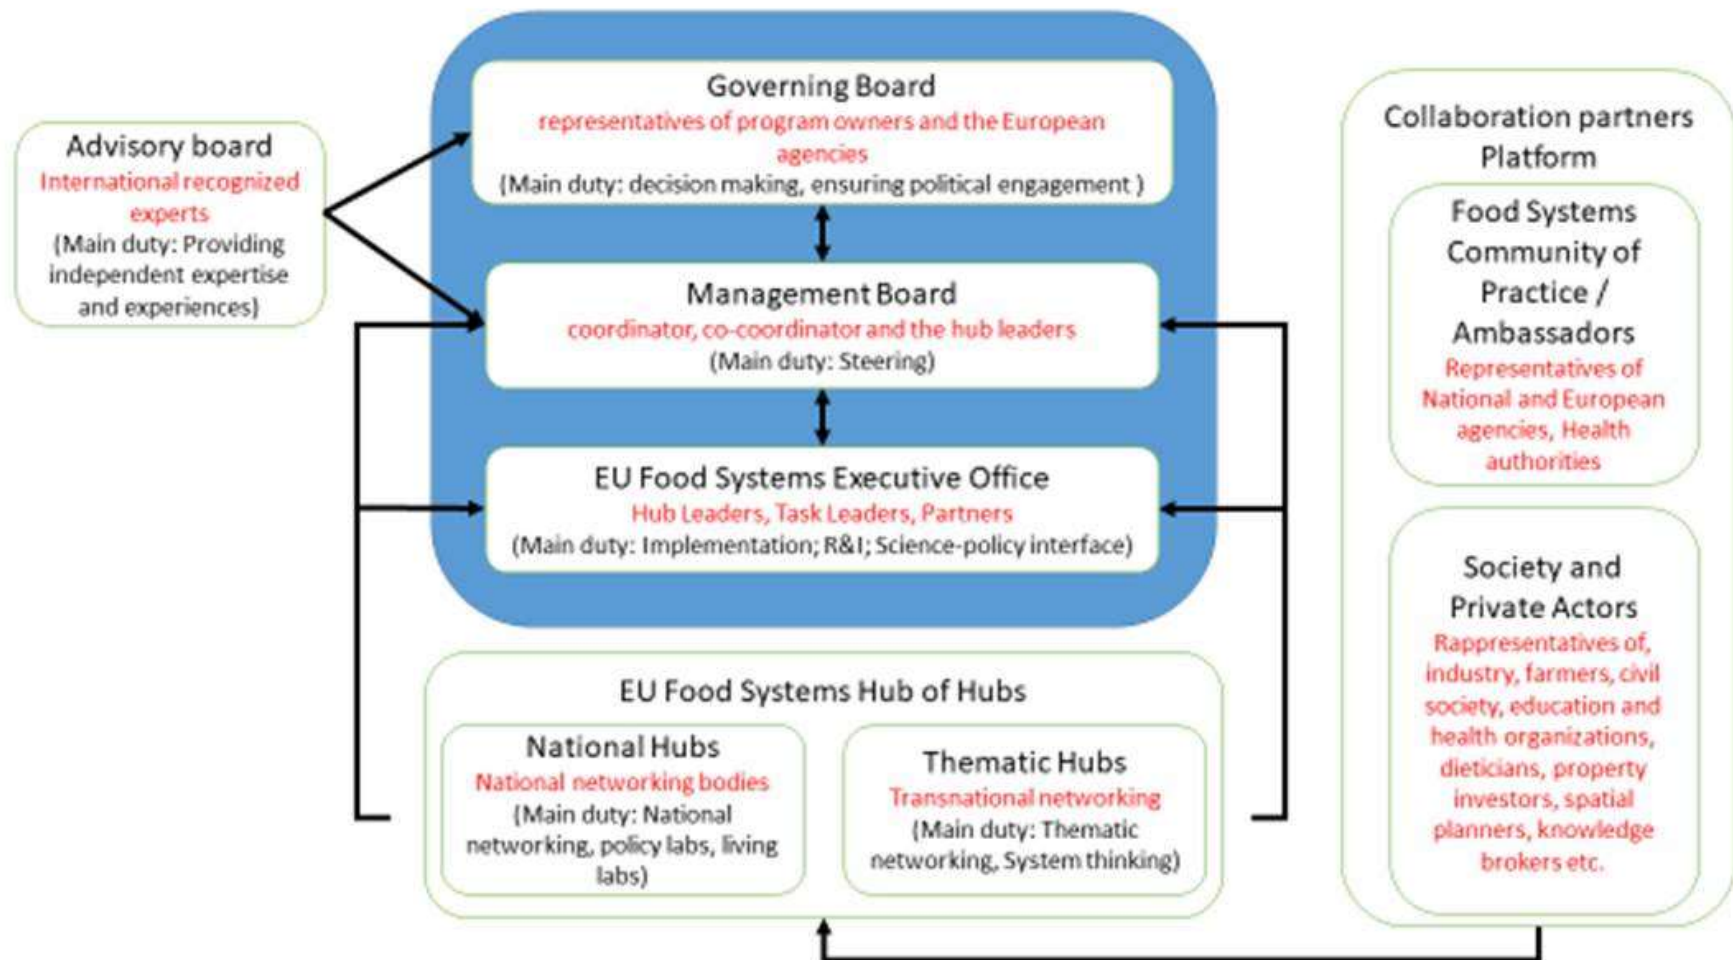 Advisory board
International recognized
experts
(Main duty: Providing
independent expertise
and experiences)
Governing Board
representatives of program owners and the European
agencies
(Main duty: decision making, ensuring political engagement )
Management Board
coordinator, co-coordinator and the hub leaders
(Main duty: Steering)
EU Food Systems Executive Office
Hub Leaders, Task Leaders, Partners
(Main duty: Implementation; R&I; Science-policy interface)
EU Food Systems Hub of Hubs
National Hubs
National networking bodies
(Main duty: National
networking, policy labs, living
labs)
Thematic Hubs
Transnational networking
(Main duty: Thematic
networking, System thinking)
Collaboration partners
Platform
Food Systems
Community of
Practice /
Ambassadors
Representatives of
National and European
agencies, Health
authorities
Society and
Private Actors
Rappresentatives of,
industry, farmers, civil
society, education and
health organizations,
dieticians, property
investors, spatial
planners, knowledge
brokers etc.